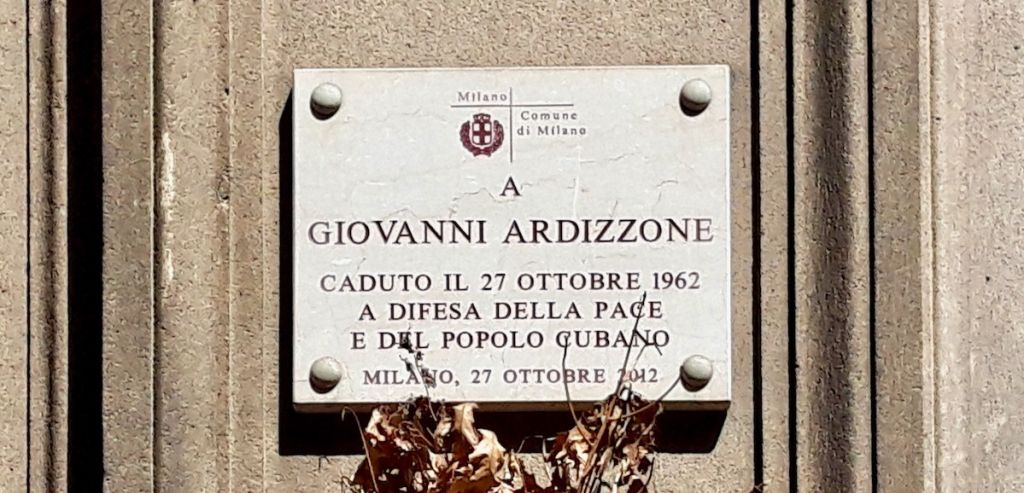 Milano
Comune
di Milano
A
GIOVANNI ARDIZZONE
CADUTO IL 27 OTTOBRE 1962
A DIFESA DELLA PACE
E DEL POPOLO CUBANO
MILANO, 27 OTTOBRE 2012